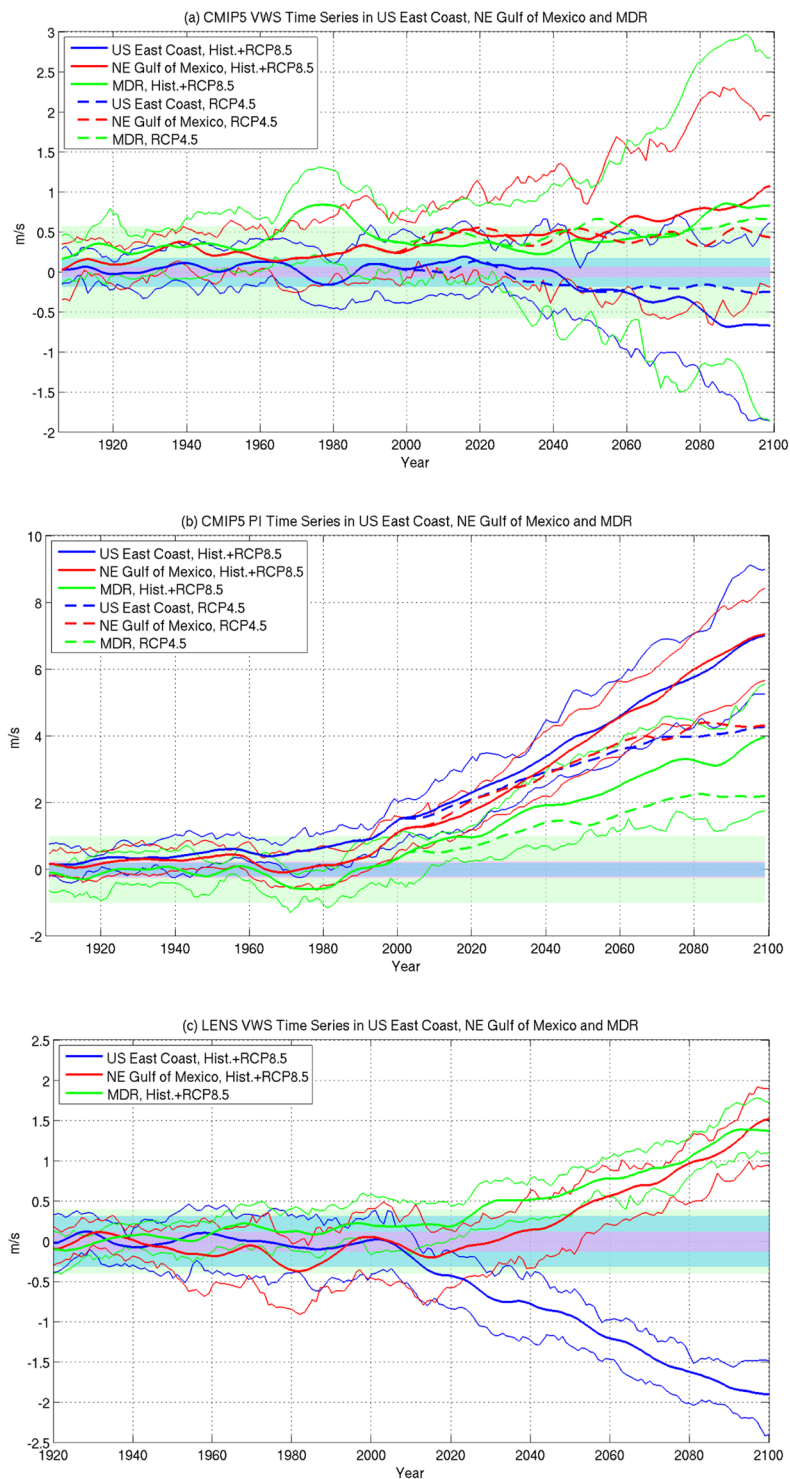 (a) CMIP5 VWS Time Series in US East Coast, NE Gulf of Mexico and MDR
US East Coast, Hist.+RCP8.5
NE Gulf of Mexico, Hist.+RCP8.5
MDR, Hist.+RCP8.5
US East Coast, RCP4.5
NE Gulf of Mexico, RCP4.5
MDR, RCP4.5
3
2.5
2
1.5
1
0.5
0
-0.5
-1
-1.5
-2
m/s
1920 1940 1960 1980 2000 2020 2040 2060 2080 2100
Year
(b) CMIP5 PI Time Series in US East Coast, NE Gulf of Mexico and MDR
US East Coast, Hist.+RCP8.5
NE Gulf of Mexico, Hist.+RCP8.5
MDR, Hist.+RCP8.5
US East Coast, RCP4.5
NE Gulf of Mexico, RCP4.5
MDR, RCP4.5
10
8
6
4
2
0
-2
m/s
1920 1940 1960 1980 2000 2020 2040 2060 2080 2100
Year
(c) LENS VWS Time Series in US East Coast, NE Gulf of Mexico and MDR
US East Coast, Hist.+RCP8.5
NE Gulf of Mexico, Hist.+RCP8.5
MDR, Hist.+RCP8.5
2.5
2
1.5
1
0.5
0
-0.5
-1
-1.5
-2
-2.5
m/s
1920 1940 1960 1980 2000 2020 2040 2060 2080 2100
Year